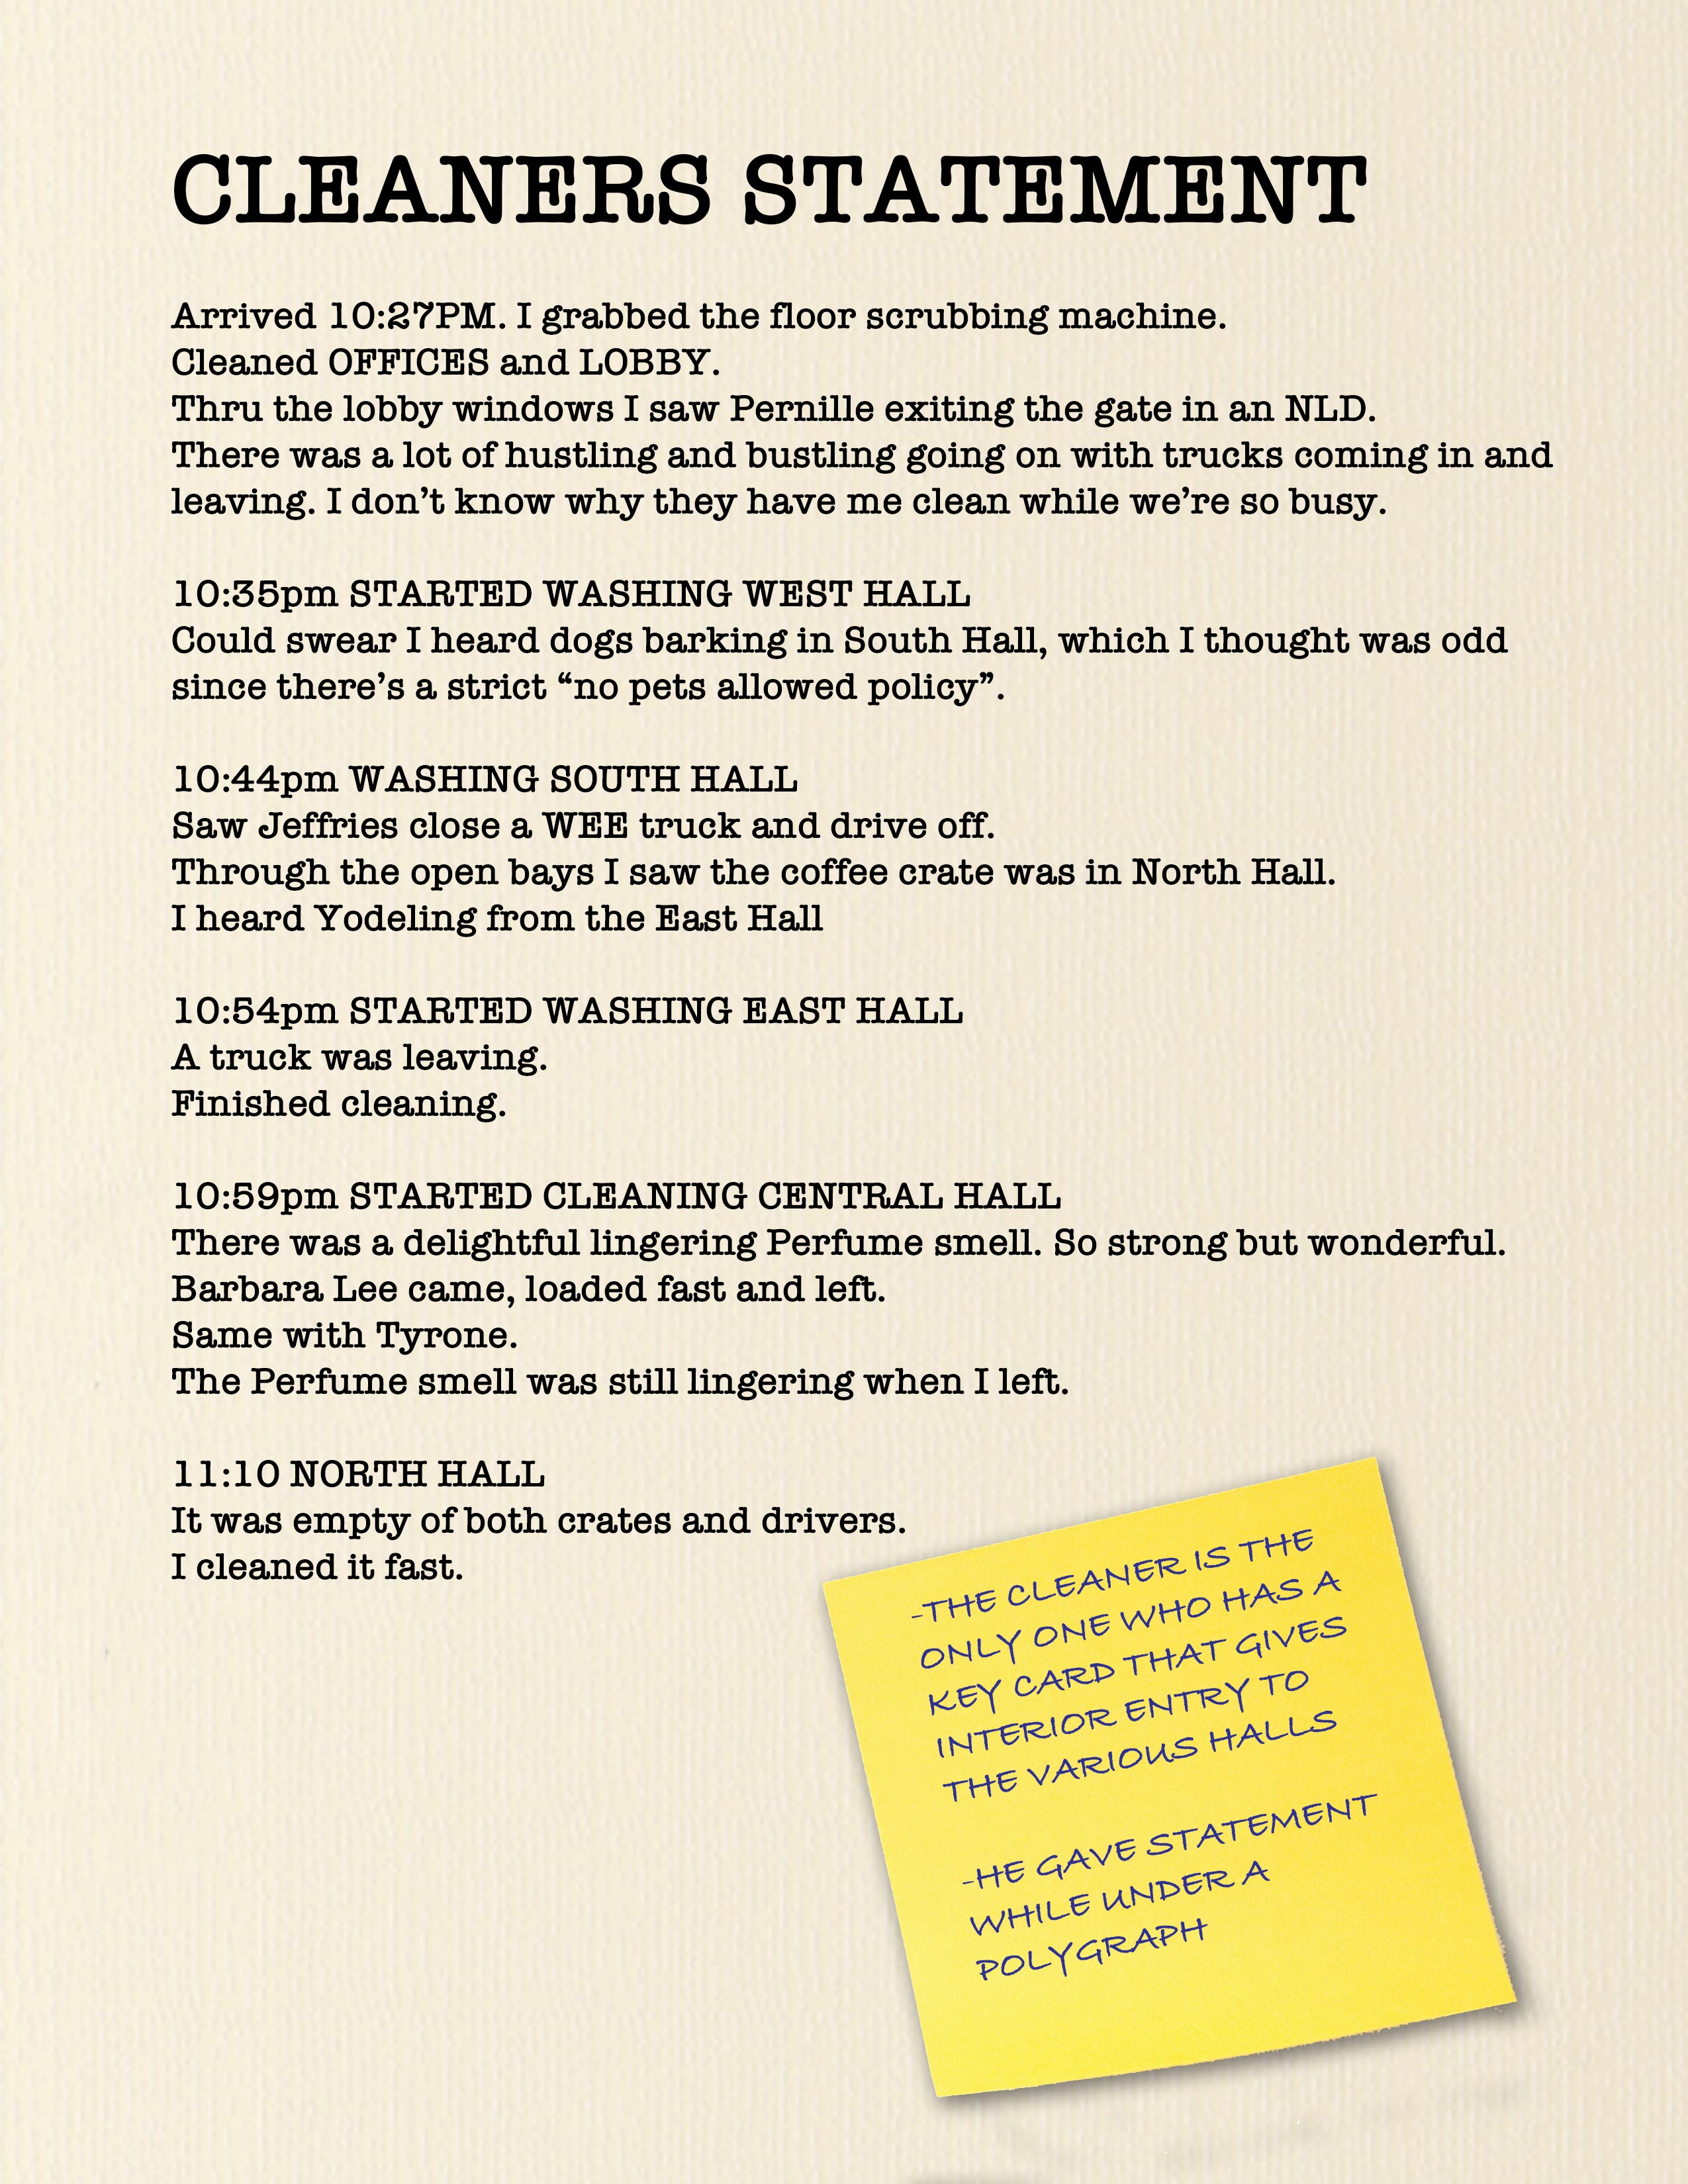 CLEANERS STATEMENT
Arrived 10:27PM. I grabbed the floor scrubbing machine.
Cleaned OFFICES and LOBBY.
Thru the lobby windows I saw Pernille exiting the gate in an NLD.
There was a lot of hustling and bustling going on with trucks coming in and
leaving. I don’t know why they have me clean while we’re so busy.
10:35pm STARTED WASHING WEST HALL
Could swear I heard dogs barking in South Hall, which I thought was odd
since there’s a strict “no pets allowed policy”.
10:44pm WASHING SOUTH HALL
Saw Jeffries close a WEE truck and drive off.
Through the open bays I saw the coffee crate was in North Hall.
I heard Yodeling from the East Hall
10:54pm STARTED WASHING EAST HALL
A truck was leaving.
Finished cleaning.
10:59pm STARTED CLEANING CENTRAL HALL
There was a delightful lingering Perfume smell. So strong but wonderful.
Barbara Lee came, loaded fast and left.
Same with Tyrone.
The Perfume smell was still lingering when I left.
11:10 NORTH HALL
It was empty of both crates and drivers.
I cleaned it fast.
-THE CLEANER IS THE
ONLY ONE WHO HAS A
KEY CARD THAT GIVES
INTERIOR ENTRY TO
THE VARIOUS HALLS
-HE GAVE STATEMENT
WHILE UNDER A
POLYGRAPH